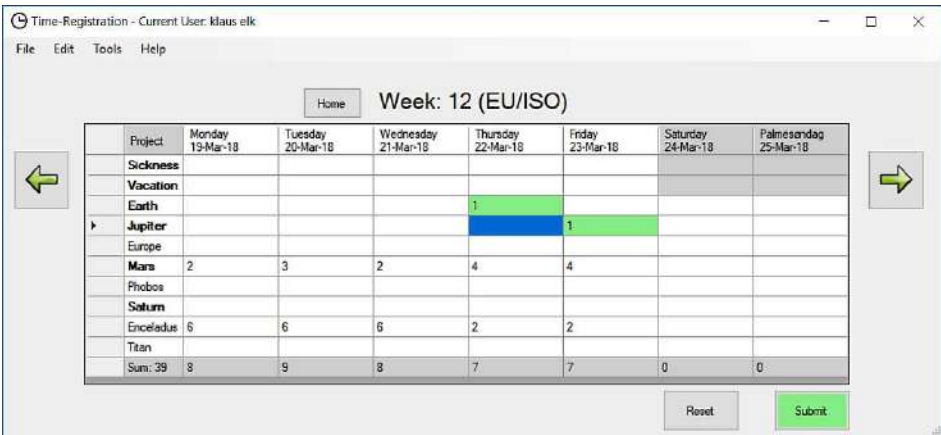 Time-Registration - Current User: klaus elk
File Edit Tools Help
Home Week: 12 (EU/ISO)
Project Monday 19-Mar-18 Tuesday 20-Mar-18 Wednesday 21-Mar-18 Thursday 22-Mar-18 Friday 23-Mar-18 Saturday 24-Mar-18 Palmesøndag 25-Mar-18
Sickness
Vacation
Earth 1
Jupiter 1
Europe
Mars 2 3 2 4 4
Phobos
Saturn
Enceladus 6 6 6 2 2
Titan
Sum: 39 8 9 8 7 7 0 0
Reset Submit